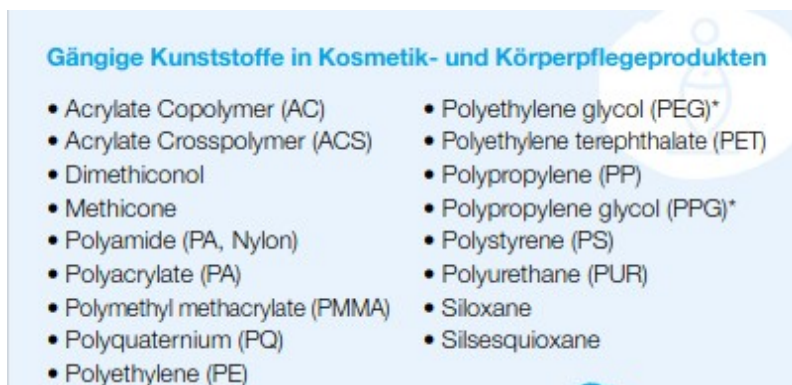 Gängige Kunststoffe in Kosmetik- und Körperpflegeprodukten
• Acrylate Copolymer (AC)
• Acrylate Crosspolymer (ACS)
• Dimethiconol
• Methicone
• Polyamide (PA, Nylon)
• Polyacrylate (PA)
• Polymethyl methacrylate (PMMA)
• Polyquaternium (PQ)
• Polyethylene (PE)
• Polyethylene glycol (PEG)*
• Polyethylene terephthalate (PET)
• Polypropylene (PP)
• Polypropylene glycol (PPG)*
• Polystyrene (PS)
• Polyurethane (PUR)
• Siloxane
• Silsesquioxane